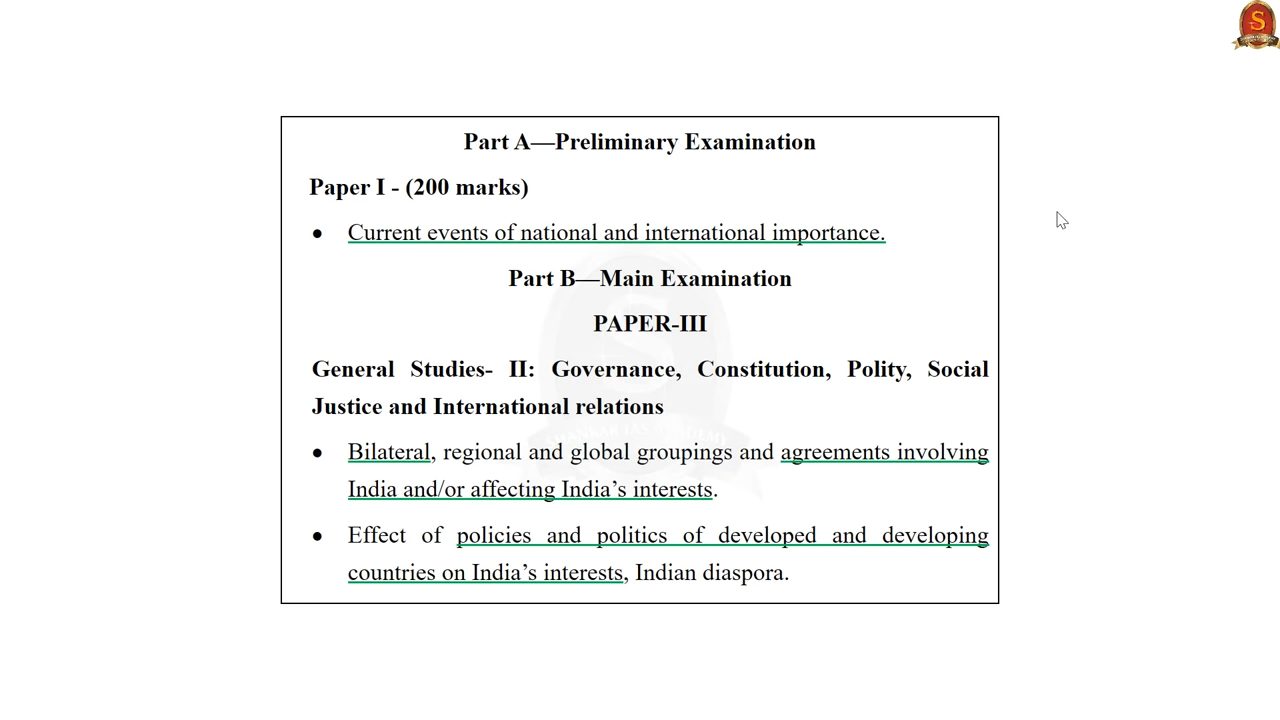 S
Part A—Preliminary Examination
Paper I - (200 marks)
● Current events of national and international importance.
Part B—Main Examination
PAPER-III
General Studies- II: Governance, Constitution, Polity, Social
Justice and International relations
● Bilateral, regional and global groupings and agreements involving
India and/or affecting India’s interests.
● Effect of policies and politics of developed and developing
countries on India’s interests, Indian diaspora.
SHANKAR IAS ACADEMY